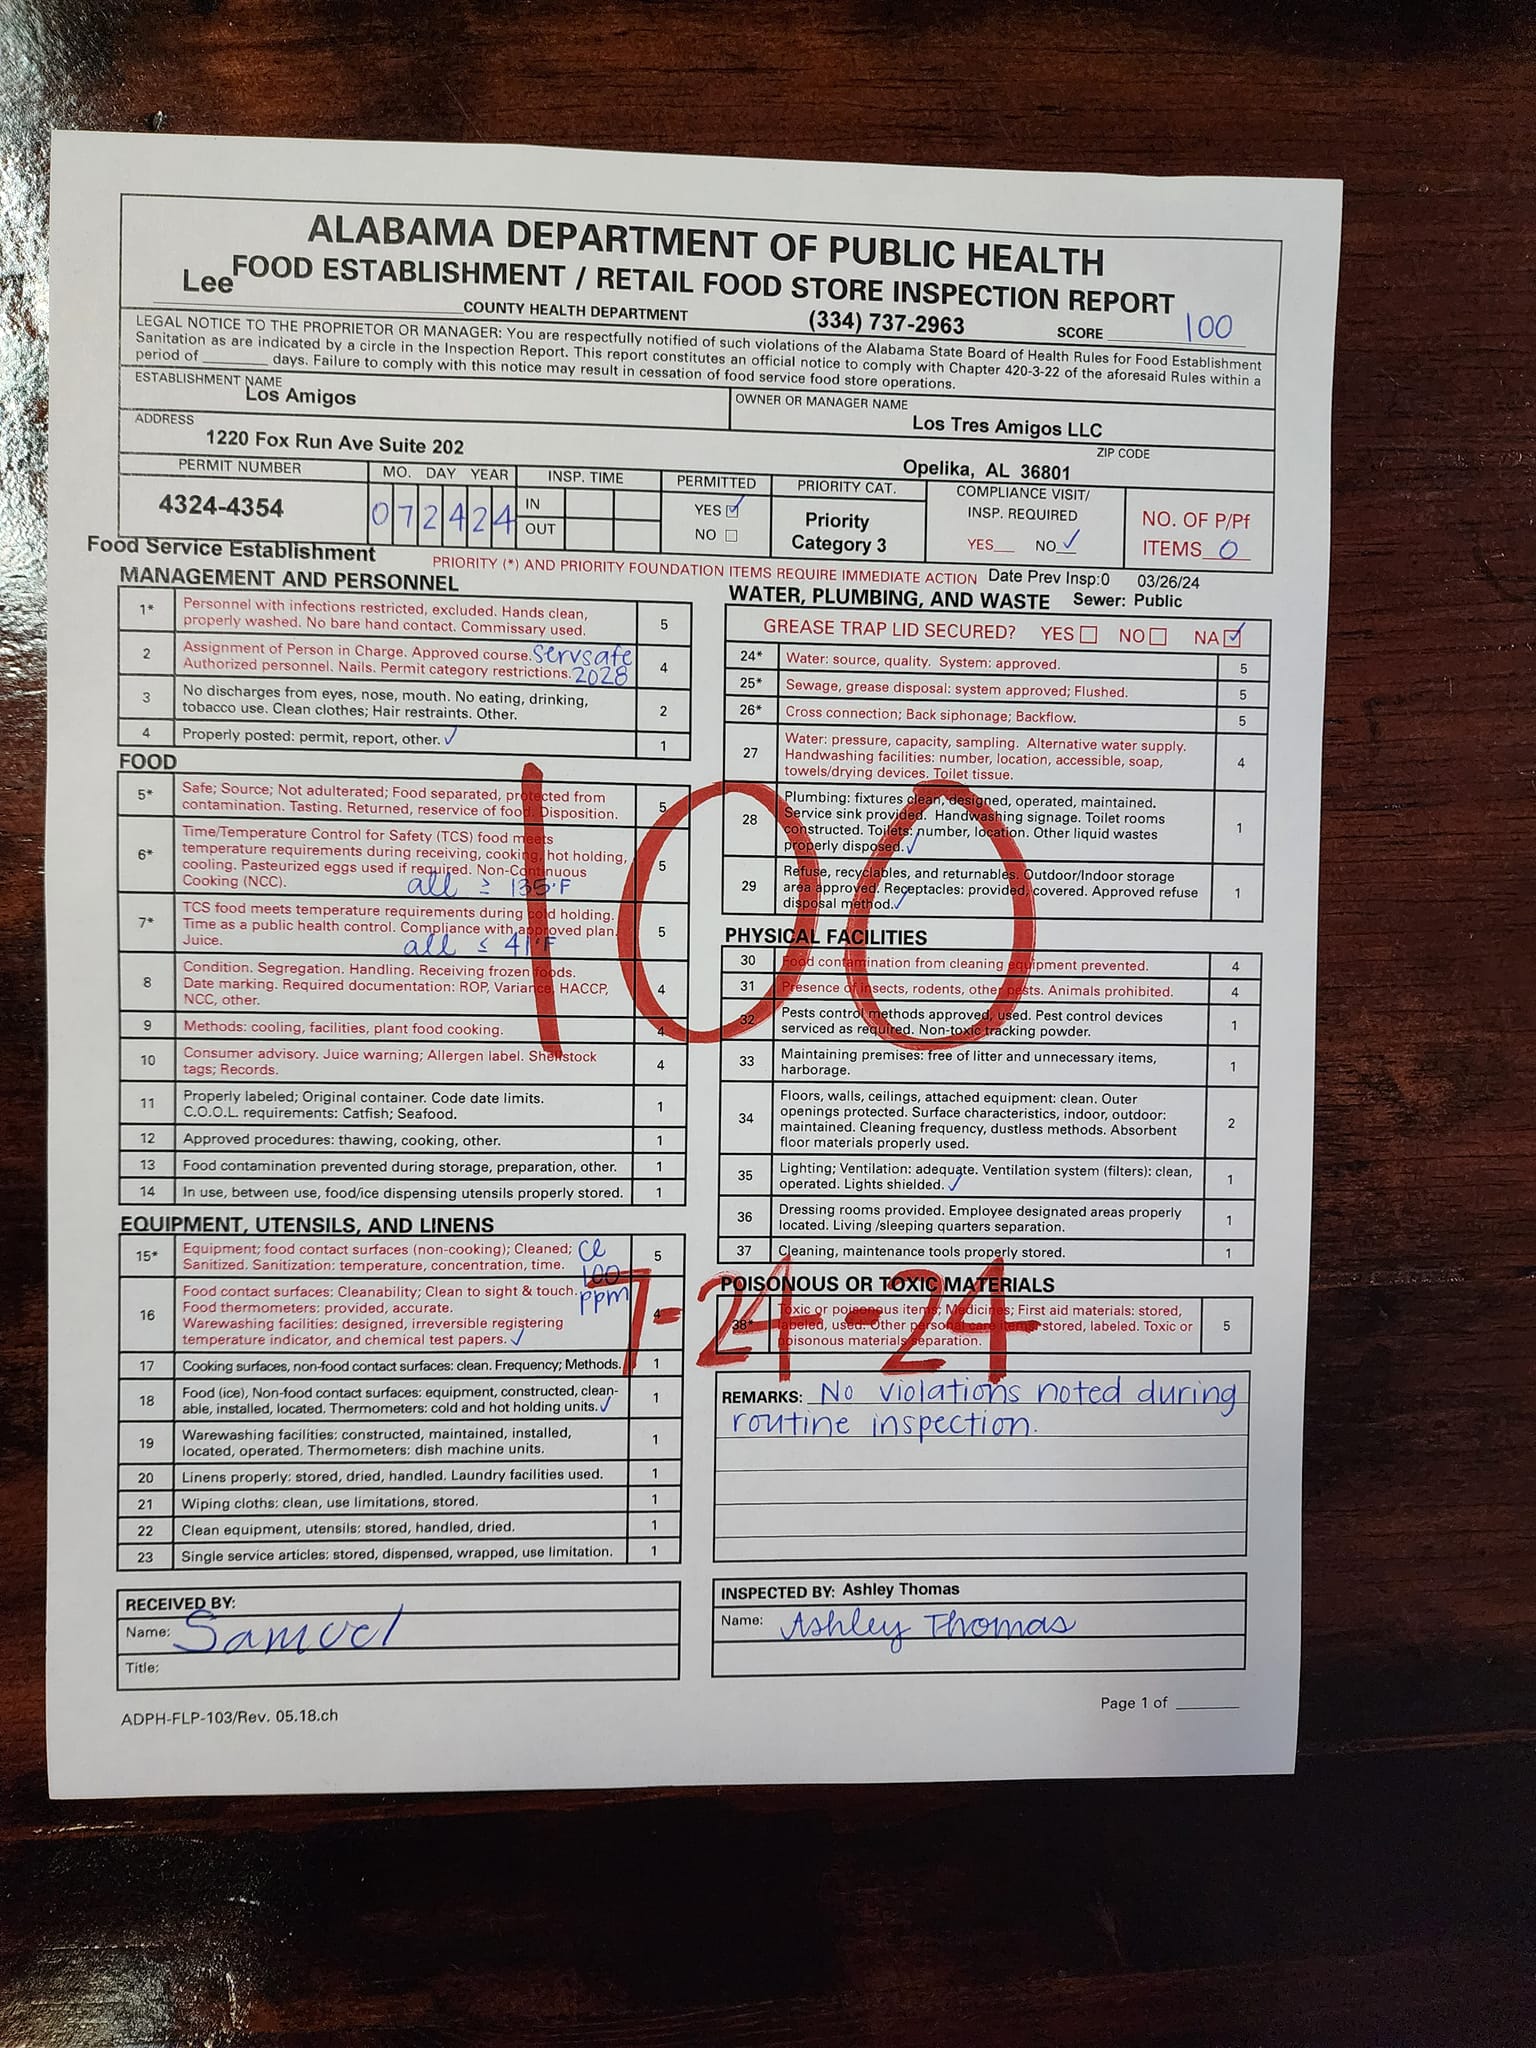 ALABAMA DEPARTMENT OF PUBLIC HEALTH
FOOD ESTABLISHMENT / RETAIL FOOD STORE INSPECTION REPORT
Lee COUNTY HEALTH DEPARTMENT (334) 737-2963 SCORE 100
LEGAL NOTICE TO THE PROPRIETOR OR MANAGER: You are respectfully notified of such violations of the Alabama State Board of Health Rules for Food Establishment
Sanitation as are indicated by a circle in the Inspection Report. This report constitutes an official notice to comply with Chapter 420-3-22 of the aforesaid Rules within a
period of ______ days. Failure to comply with this notice may result in cessation of food service food store operations.
ESTABLISHMENT NAME
Los Amigos
OWNER OR MANAGER NAME
Los Tres Amigos LLC
ADDRESS
1220 Fox Run Ave Suite 202
Opelika, AL 36801
ZIP CODE
PERMIT NUMBER
4324-4354
MO. DAY YEAR
072424
INSP. TIME
IN
OUT
PERMITTED
YES ☑
NO ☐
PRIORITY CAT.
Priority
Category 3
COMPLIANCE VISIT/
INSP. REQUIRED
YES__ NO ✓
NO. OF P/Pf
ITEMS 0
Food Service Establishment
PRIORITY (*) AND PRIORITY FOUNDATION ITEMS REQUIRE IMMEDIATE ACTION
Date Prev Insp:0 03/26/24
Sewer: Public
MANAGEMENT AND PERSONNEL
1* Personnel with infections restricted, excluded. Hands clean, 5
properly washed. No bare hand contact. Commissary used.
2 Assignment of Person in Charge. Approved course. Servsafe 4
Authorized personnel. Nails. Permit category restrictions. 2028
3 No discharges from eyes, nose, mouth. No eating, drinking, 2
tobacco use. Clean clothes; Hair restraints. Other.
4 Properly posted: permit, report, other. ✓ 1
FOOD
5* Safe; Source; Not adulterated; Food separated, protected from 5
contamination. Tasting. Returned, reservice of food. Disposition.
6* Time/Temperature Control for Safety (TCS) food meets 5
temperature requirements during receiving, cooking, hot holding,
cooling. Pasteurized eggs used if required. Non-Continuous
Cooking (NCC). all ≥ 135°F
7* TCS food meets temperature requirements during cold holding. 5
Time as a public health control. Compliance with approved plan.
Juice. all ≤ 41°F
8 Condition. Segregation. Handling. Receiving frozen foods. 4
Date marking. Required documentation: ROP, Variance, HACCP,
NCC, other.
9 Methods: cooling, facilities, plant food cooking. 4
10 Consumer advisory. Juice warning; Allergen label. Shellstock 4
tags; Records.
11 Properly labeled; Original container. Code date limits. 1
C.O.O.L. requirements: Catfish; Seafood.
12 Approved procedures: thawing, cooking, other. 1
13 Food contamination prevented during storage, preparation, other. 1
14 In use, between use, food/ice dispensing utensils properly stored. 1
EQUIPMENT, UTENSILS, AND LINENS
15* Equipment; food contact surfaces (non-cooking); Cleaned; 5
Sanitized. Sanitization: temperature, concentration, time.
Cl
100
ppm
16 Food contact surfaces; Cleanability; Clean to sight & touch. 4
Food thermometers: provided, accurate.
Warewashing facilities: designed, irreversible registering
temperature indicator, and chemical test papers. ✓
17 Cooking surfaces, non-food contact surfaces: clean. Frequency; Methods. 1
18 Food (ice), Non-food contact surfaces: equipment, constructed, clean- 1
able, installed, located. Thermometers: cold and hot holding units. ✓
19 Warewashing facilities: constructed, maintained, installed, 1
located, operated. Thermometers: dish machine units.
20 Linens properly: stored, dried, handled. Laundry facilities used. 1
21 Wiping cloths: clean, use limitations, stored. 1
22 Clean equipment, utensils: stored, handled, dried. 1
23 Single service articles: stored, dispensed, wrapped, use limitation. 1
WATER, PLUMBING, AND WASTE
GREASE TRAP LID SECURED? YES ☐ NO ☐ NA ☑
24* Water: source, quality. System: approved. 5
25* Sewage, grease disposal: system approved; Flushed. 5
26* Cross connection; Back siphonage; Backflow. 5
27 Water: pressure, capacity, sampling. Alternative water supply. 4
Handwashing facilities: number, location, accessible, soap,
towels/drying devices. Toilet tissue.
28 Plumbing: fixtures clean, designed, operated, maintained. 1
Service sink provided. Handwashing signage. Toilet rooms
constructed. Toilets: number, location. Other liquid wastes
properly disposed. ✓
29 Refuse, recyclables, and returnables. Outdoor/Indoor storage 1
area approved. Receptacles: provided, covered. Approved refuse
disposal method. ✓
PHYSICAL FACILITIES
30 Food contamination from cleaning equipment prevented. 4
31 Presence of insects, rodents, other pests. Animals prohibited. 4
32 Pests control methods approved, used. Pest control devices 1
serviced as required. Non-toxic tracking powder.
33 Maintaining premises: free of litter and unnecessary items, 1
harborage.
34 Floors, walls, ceilings, attached equipment: clean. Outer 2
openings protected. Surface characteristics, indoor, outdoor:
maintained. Cleaning frequency, dustless methods. Absorbent
floor materials properly used.
35 Lighting; Ventilation: adequate. Ventilation system (filters): clean, 1
operated. Lights shielded. ✓
36 Dressing rooms provided. Employee designated areas properly 1
located. Living /sleeping quarters separation.
37 Cleaning, maintenance tools properly stored. 1
POISONOUS OR TOXIC MATERIALS
38* Toxic or poisonous items; Medicines; First aid materials: stored, 5
labeled, used. Other personal care items: stored, labeled. Toxic or
poisonous materials separation.
100
7-24-24
REMARKS: No violations noted during
routine inspection.
RECEIVED BY:
Name: Samuel
Title:
INSPECTED BY: Ashley Thomas
Name: Ashley Thomas
ADPH-FLP-103/Rev. 05.18.ch
Page 1 of ______